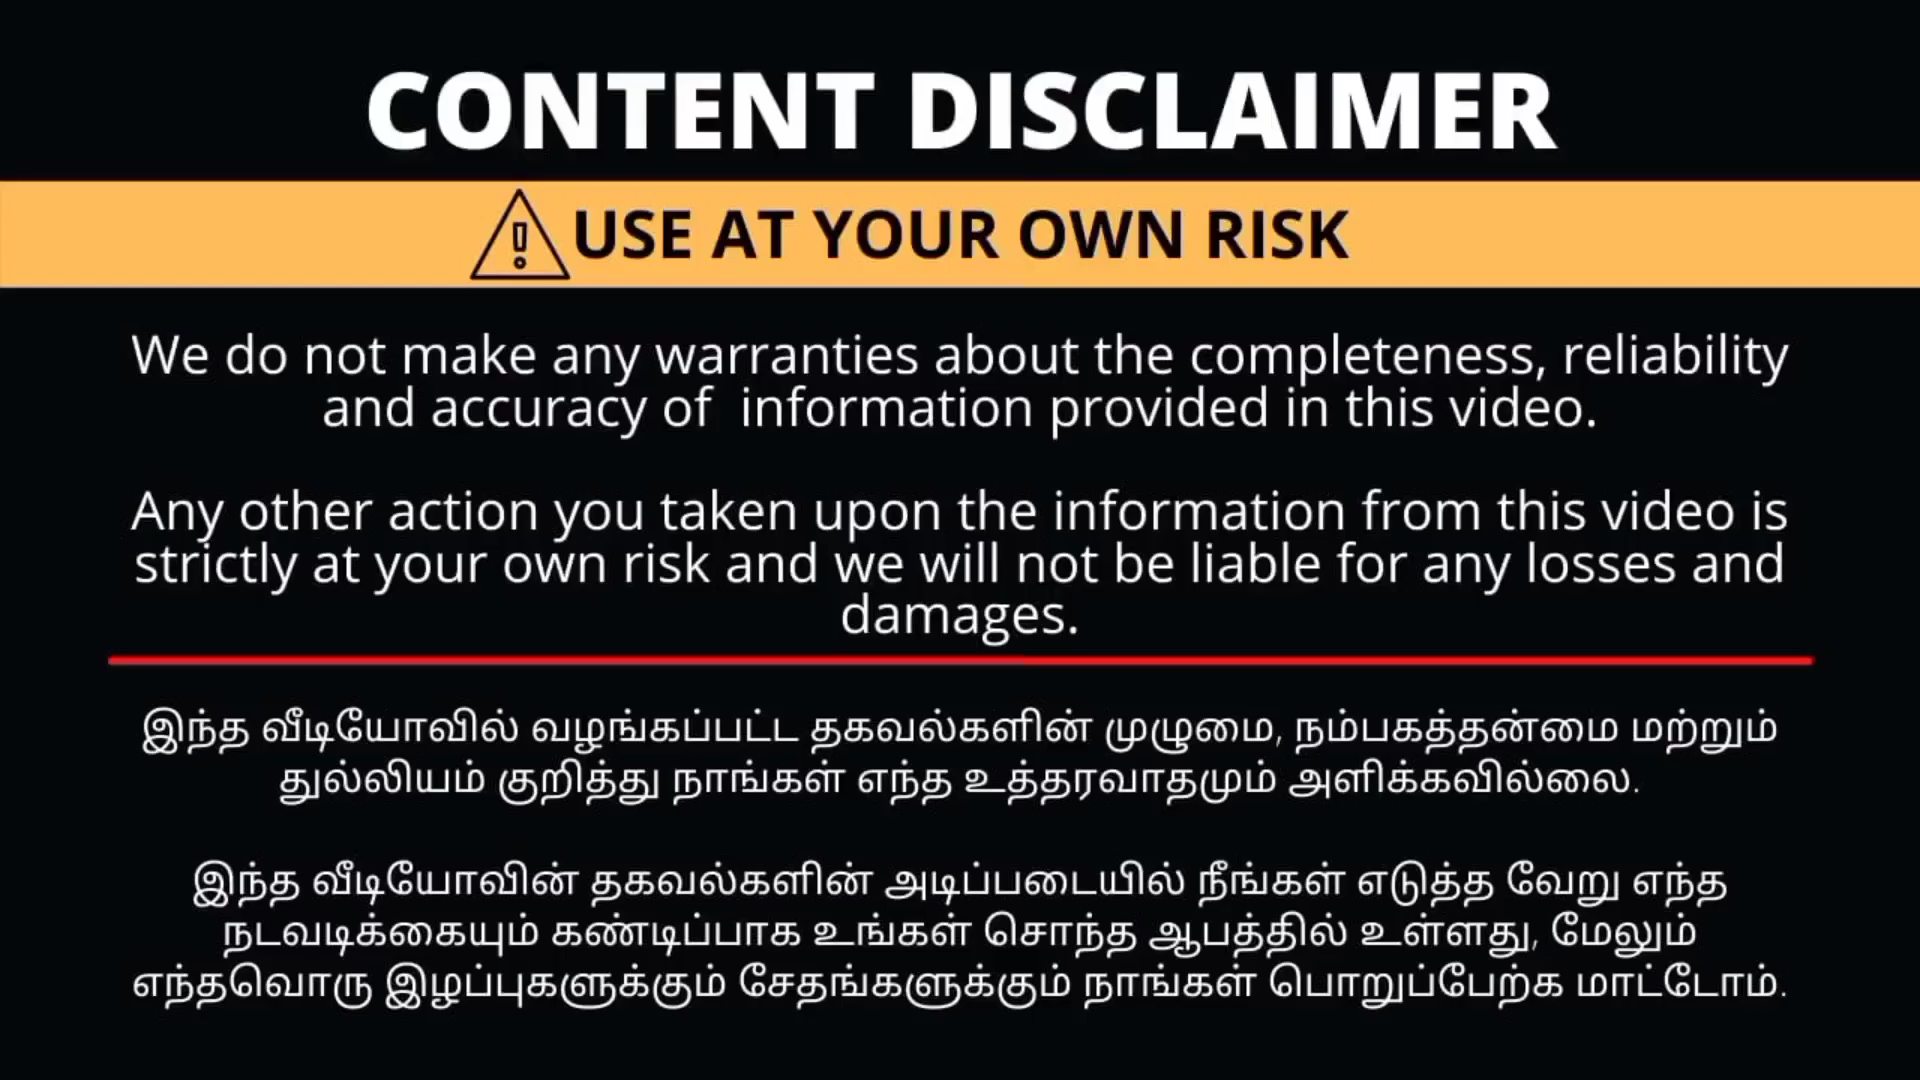 CONTENT DISCLAIMER
USE AT YOUR OWN RISK
We do not make any warranties about the completeness, reliability
and accuracy of information provided in this video.
Any other action you taken upon the information from this video is
strictly at your own risk and we will not be liable for any losses and
damages.
இந்த வீடியோவில் வழங்கப்பட்ட தகவல்களின் முழுமை, நம்பகத்தன்மை மற்றும்
துல்லியம் குறித்து நாங்கள் எந்த உத்தரவாதமும் அளிக்கவில்லை.
இந்த வீடியோவின் தகவல்களின் அடிப்படையில் நீங்கள் எடுத்த வேறு எந்த
நடவடிக்கையும் கண்டிப்பாக உங்கள் சொந்த ஆபத்தில் உள்ளது, மேலும்
எந்தவொரு இழப்புகளுக்கும் சேதங்களுக்கும் நாங்கள் பொறுப்பேற்க மாட்டோம்.